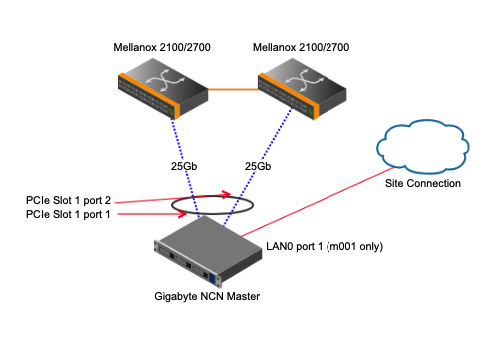 Mellanox 2100/2700
Mellanox 2100/2700
25Gb
25Gb
Site Connection
PCIe Slot 1 port 2
PCIe Slot 1 port 1
LAN0 port 1 (m001 only)
Gigabyte NCN Master